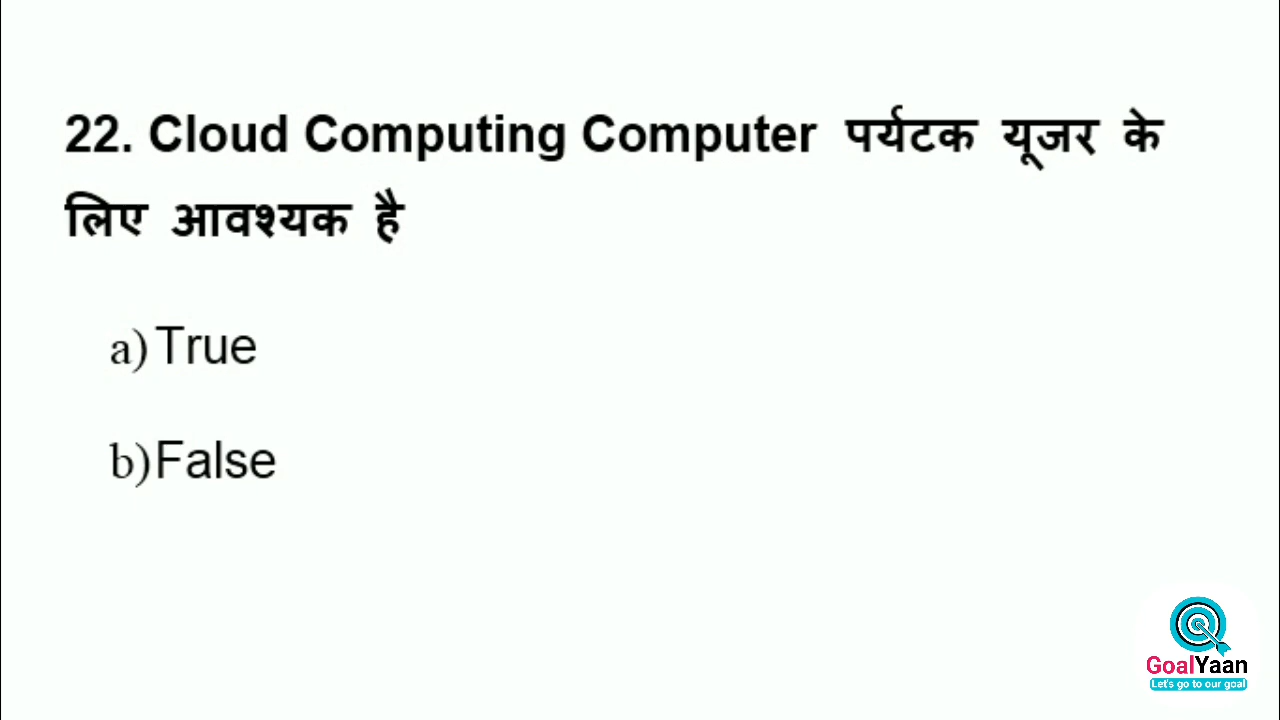 22. Cloud Computing Computer पर्यटक यूजर के
लिए आवश्यक है
a) True
b) False
GoalYaan
Let's go to our goal